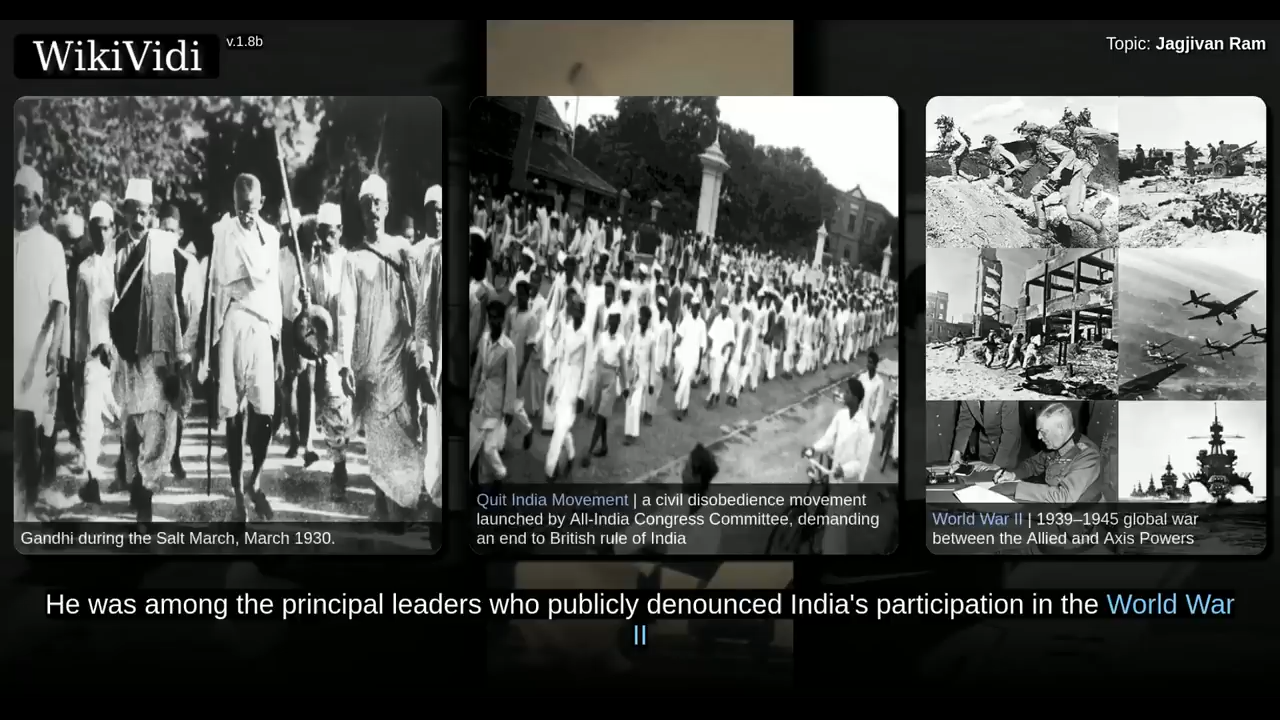 WikiVidi v.1.8b
Topic: Jagjivan Ram
Gandhi during the Salt March, March 1930.
Quit India Movement | a civil disobedience movement
launched by All-India Congress Committee, demanding
an end to British rule of India
World War II | 1939–1945 global war
between the Allied and Axis Powers
He was among the principal leaders who publicly denounced India's participation in the World War
II